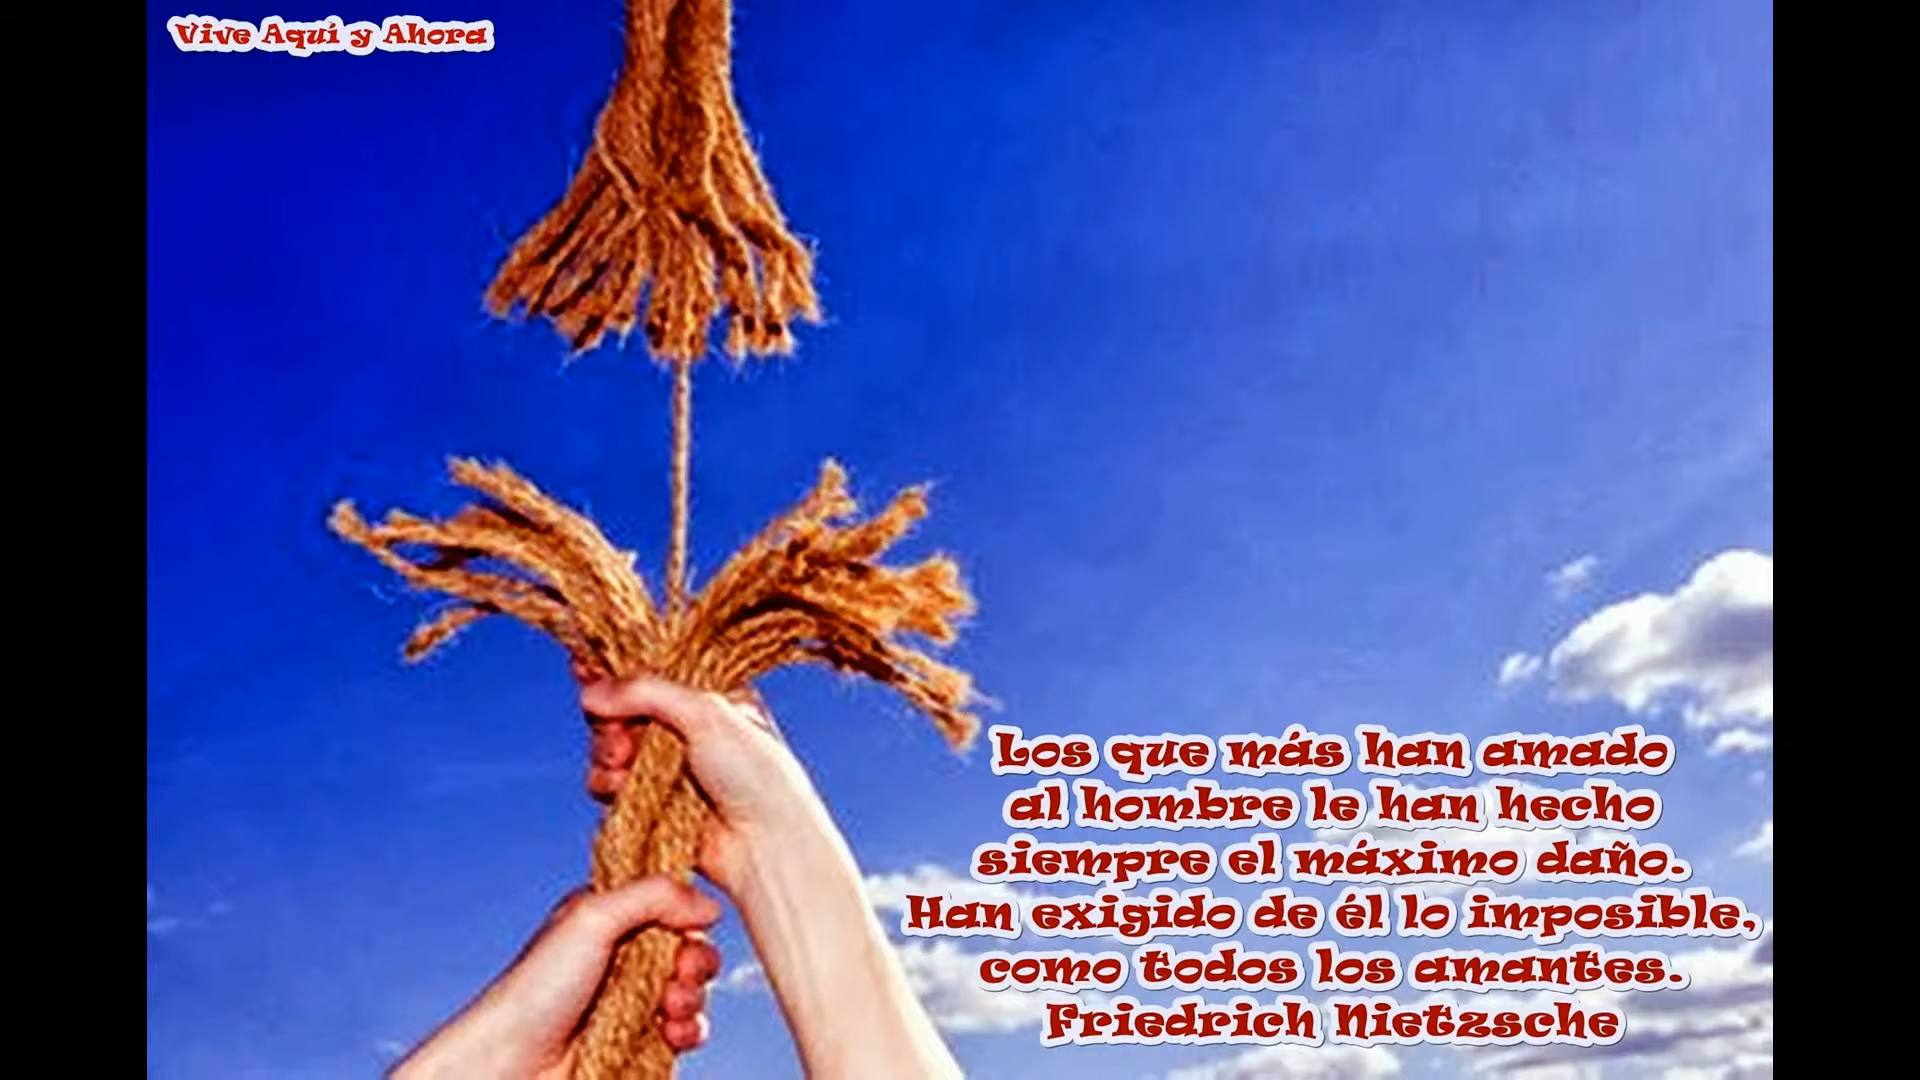 Vive Aquí y Ahora
Los que más han amado
al hombre le han hecho
siempre el máximo daño.
Han exigido de él lo imposible,
como todos los amantes.
Friedrich Nietzsche